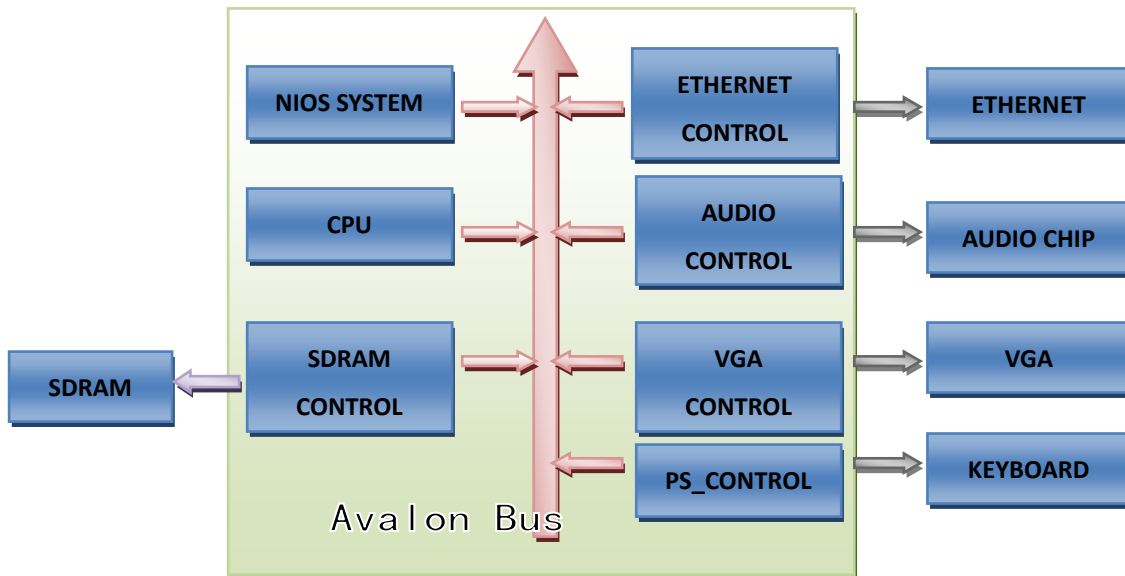 NIOS SYSTEM
ETHERNET
CONTROL
ETHERNET
CPU
AUDIO
CONTROL
AUDIO CHIP
SDRAM
SDRAM
CONTROL
VGA
CONTROL
VGA
PS_CONTROL
KEYBOARD
Avalon Bus